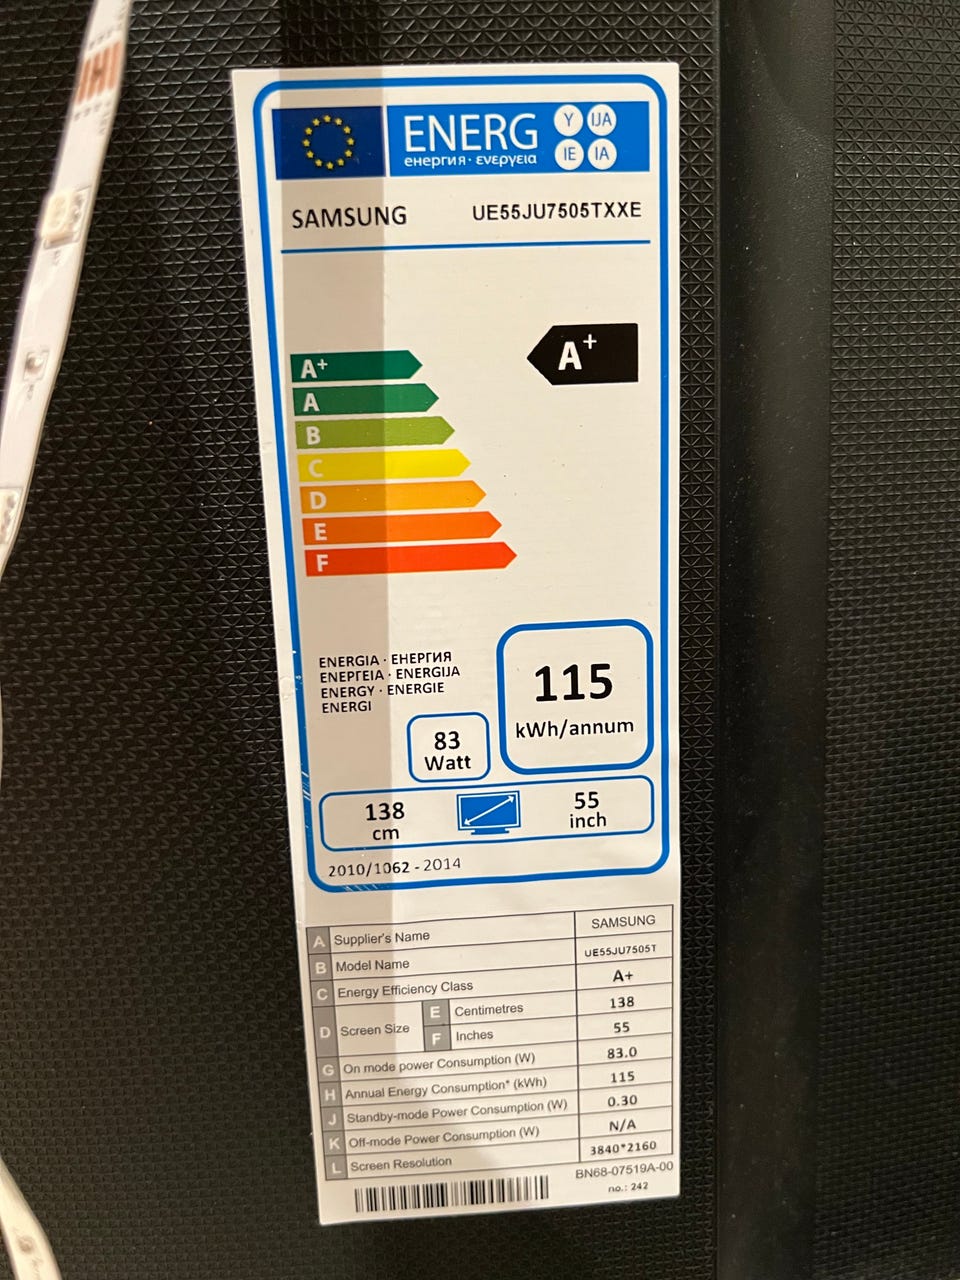 ENERG Y IJA
енергия · ενεργεια IE IA
SAMSUNG UE55JU7505TXXE
A+
A+
A
B
C
D
E
F
ENERGIA · ЕНЕРГИЯ
ΕΝΕΡΓΕΙΑ · ENERGIJA
ENERGY · ENERGIE
ENERGI
115
kWh/annum
83
Watt
138
cm
55
inch
2010/1062 - 2014
A Supplier's Name SAMSUNG
B Model Name UE55JU7505T
C Energy Efficiency Class A+
D Screen Size E Centimetres 138
F Inches 55
G On mode power Consumption (W) 83.0
H Annual Energy Consumption* (kWh) 115
J Standby-mode Power Consumption (W) 0.30
K Off-mode Power Consumption (W) N/A
L Screen Resolution 3840*2160
BN68-07519A-00
no.: 242